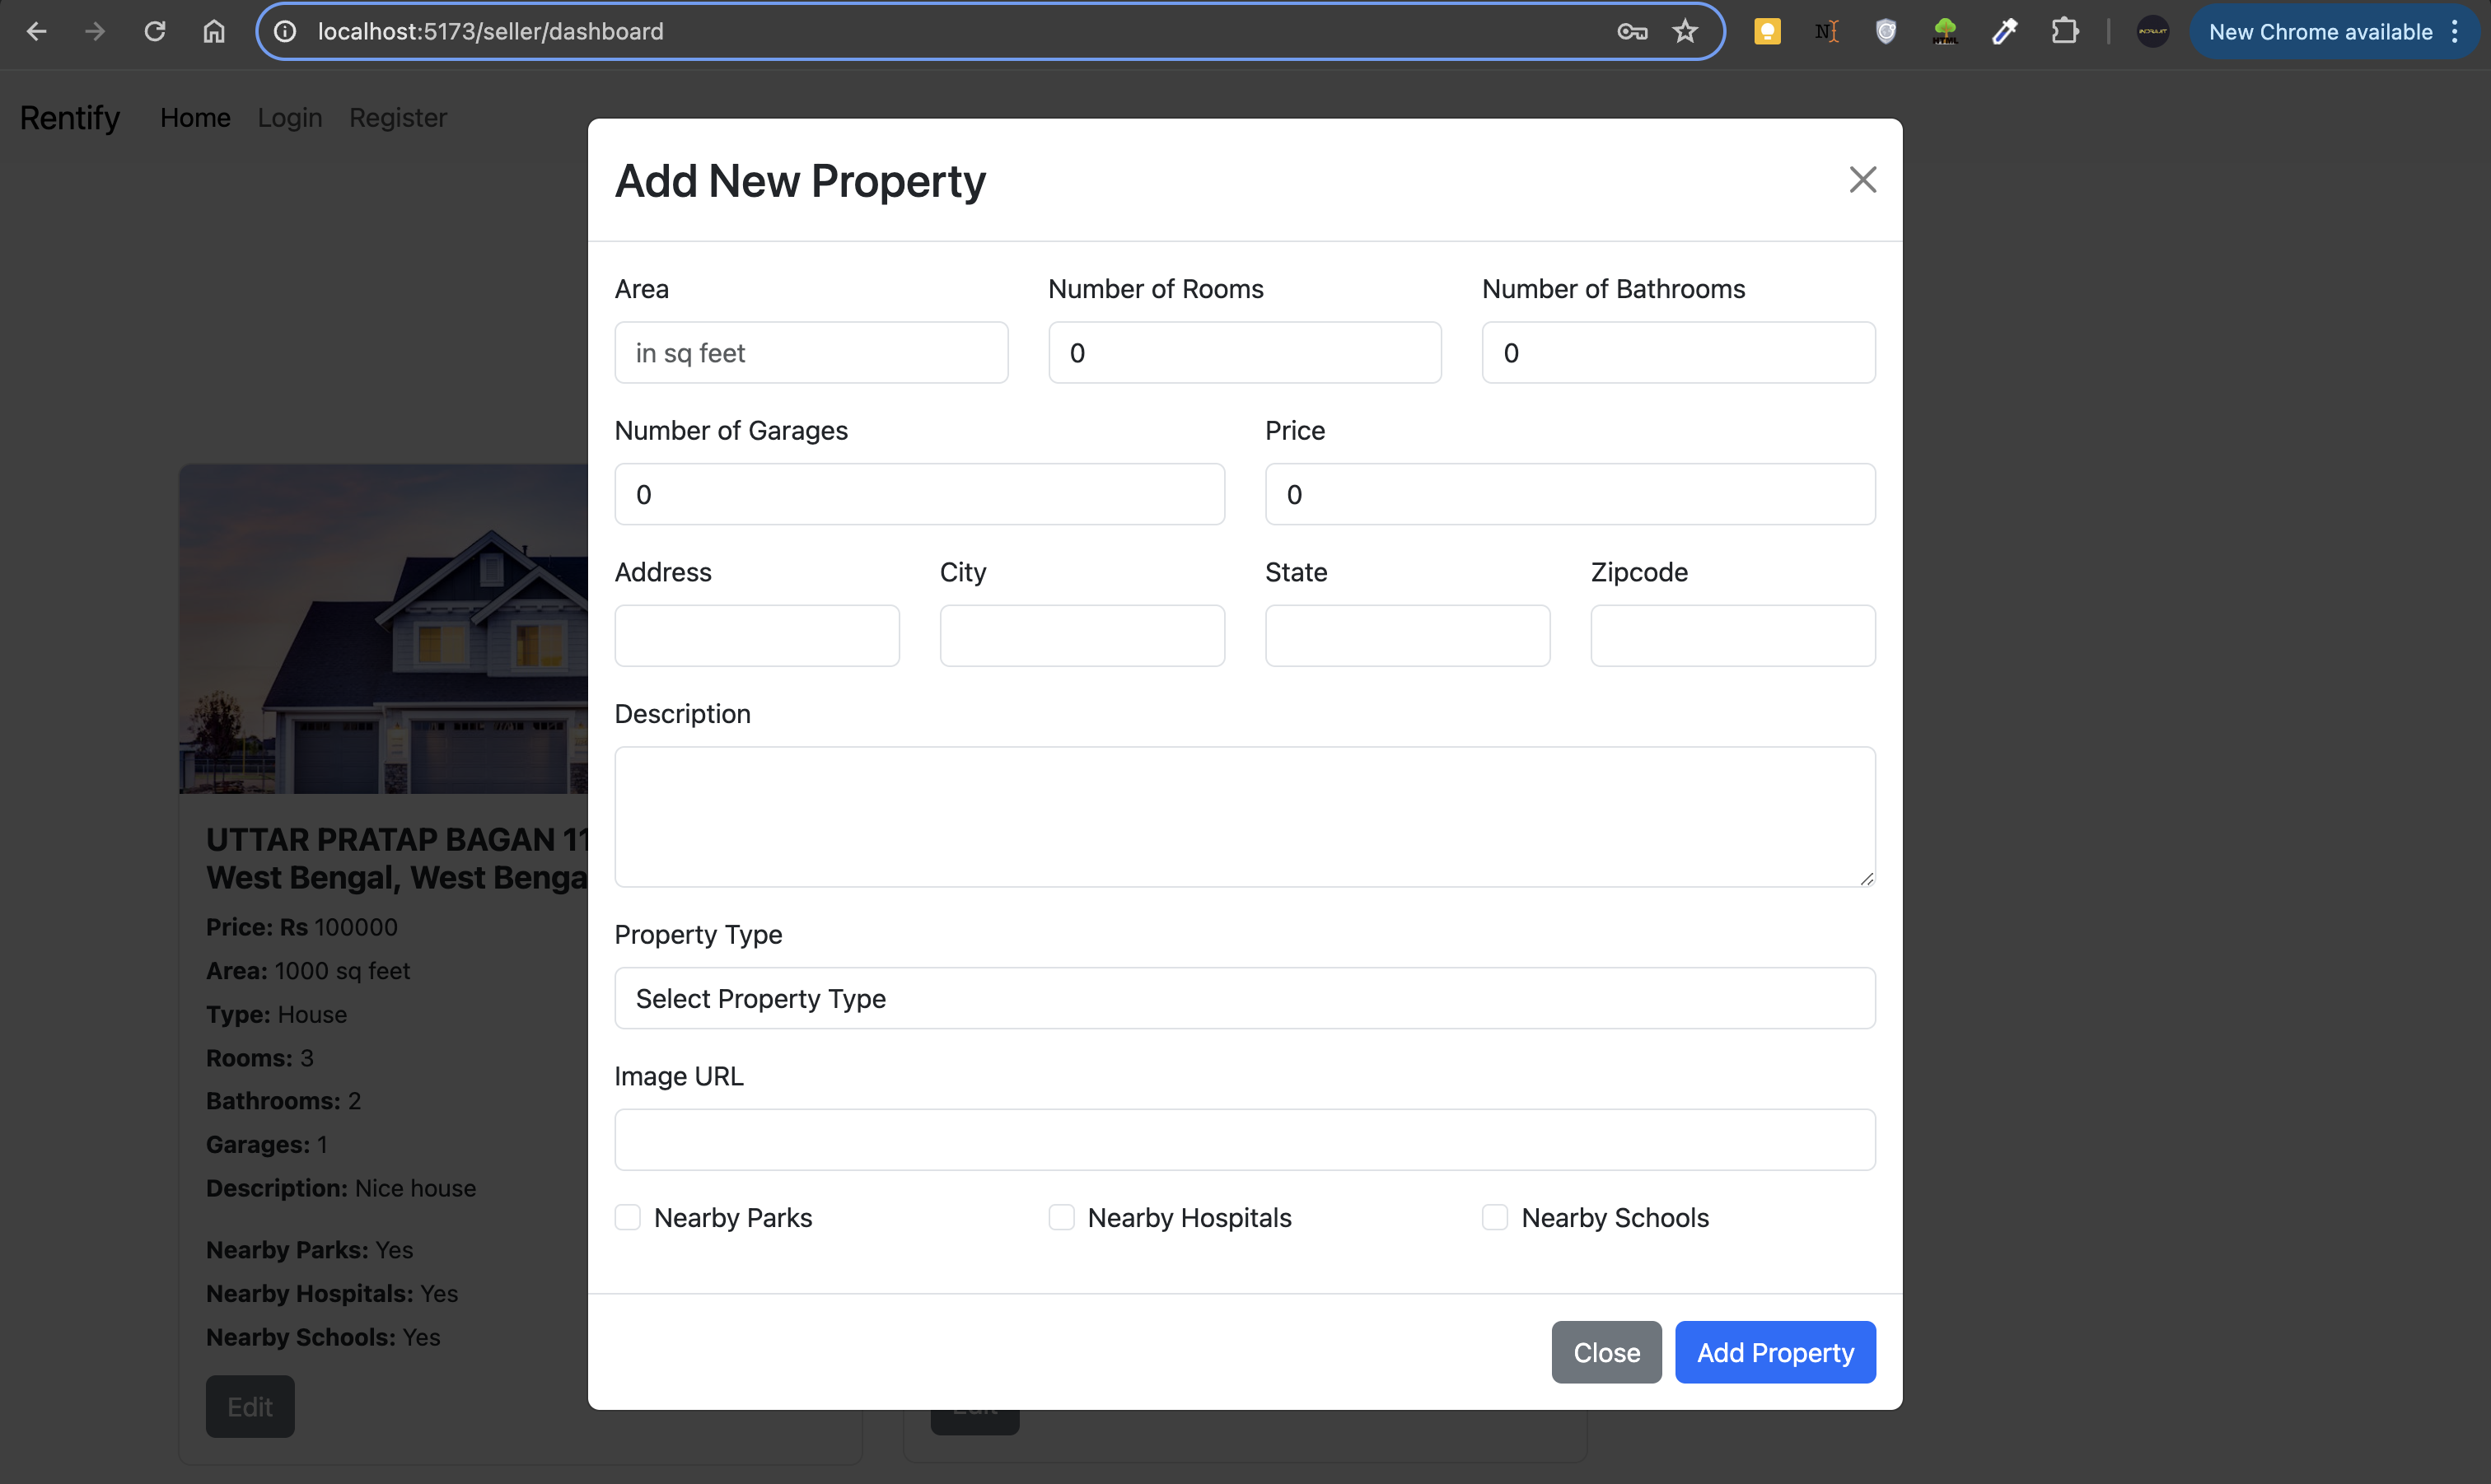 localhost:5173/seller/dashboard
HTML
New Chrome available
Rentify Home Login Register
Add New Property
Area Number of Rooms Number of Bathrooms
in sq feet 0 0
Number of Garages Price
0 0
Address City State Zipcode
Description
Property Type
Select Property Type
Image URL
Nearby Parks Nearby Hospitals Nearby Schools
Close Add Property
UTTAR PRATAP BAGAN 11
West Bengal, West Benga
Price: Rs 100000
Area: 1000 sq feet
Type: House
Rooms: 3
Bathrooms: 2
Garages: 1
Description: Nice house
Nearby Parks: Yes
Nearby Hospitals: Yes
Nearby Schools: Yes
Edit
Edit